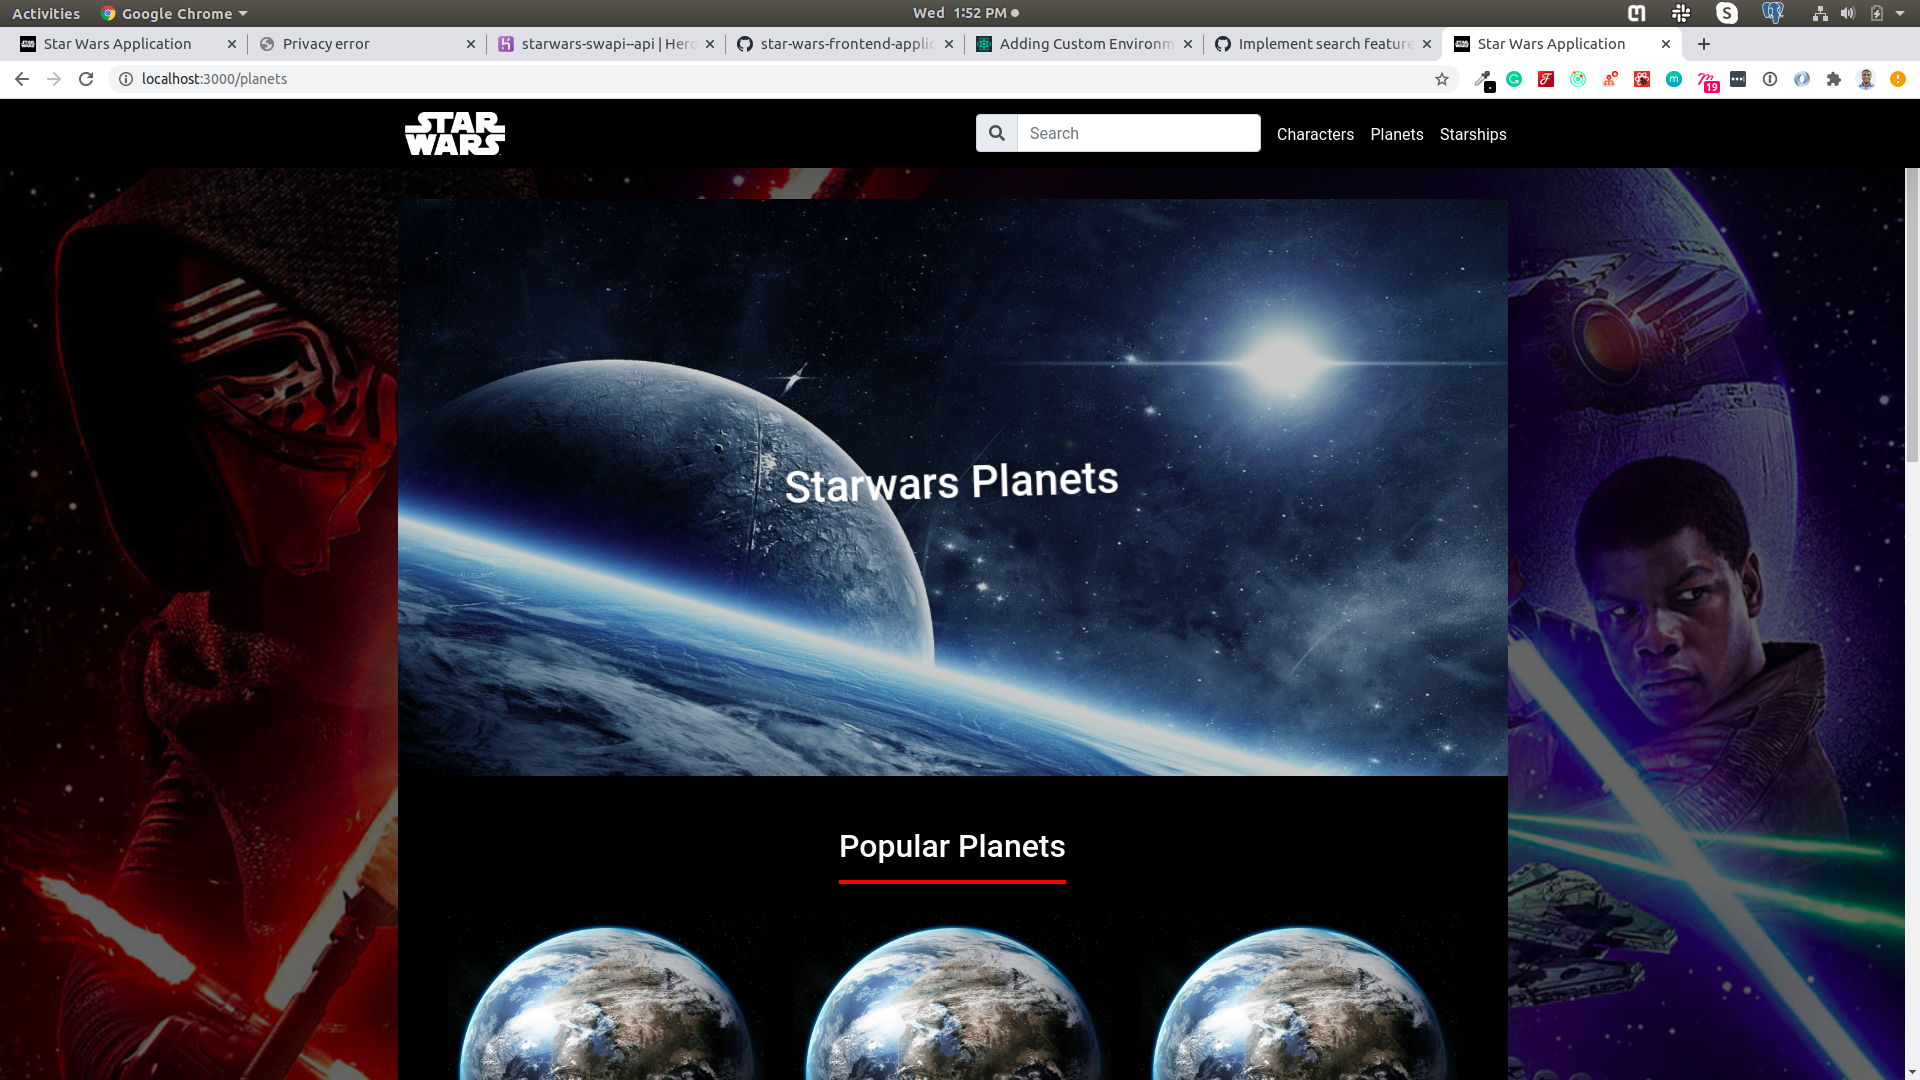 Activities
Google Chrome
Wed 1:52 PM
Star Wars Application
Privacy error
starwars-swapi--api | Hero
star-wars-frontend-applic
Adding Custom Environm
Implement search feature
Star Wars Application
localhost:3000/planets
19
STAR
WARS
Search
Characters
Planets
Starships
Starwars Planets
Popular Planets